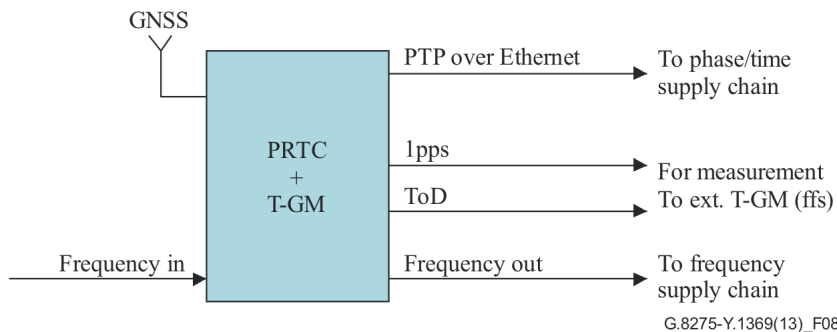 GNSS
PTP over Ethernet
To phase/time
supply chain
PRTC
+
T-GM
1pps
ToD
For measurement
To ext. T-GM (ffs)
Frequency in
Frequency out
To frequency
supply chain
G.8275-Y.1369(13)_F08